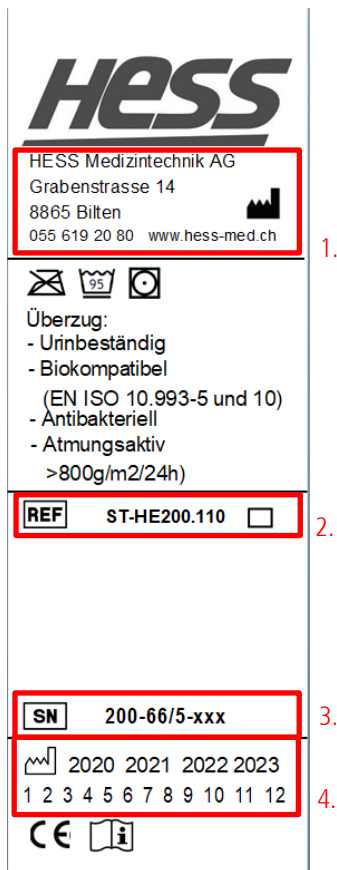 Hess
HESS Medizintechnik AG
Grabenstrasse 14
8865 Bilten
055 619 20 80 www.hess-med.ch
1.
95
Überzug:
- Urinbeständig
- Biokompatibel
(EN ISO 10.993-5 und 10)
- Antibakteriell
- Atmungsaktiv
>800g/m2/24h)
REF ST-HE200.110
2.
SN 200-66/5-xxx
3.
2020 2021 2022 2023
1 2 3 4 5 6 7 8 9 10 11 12
4.
CE i